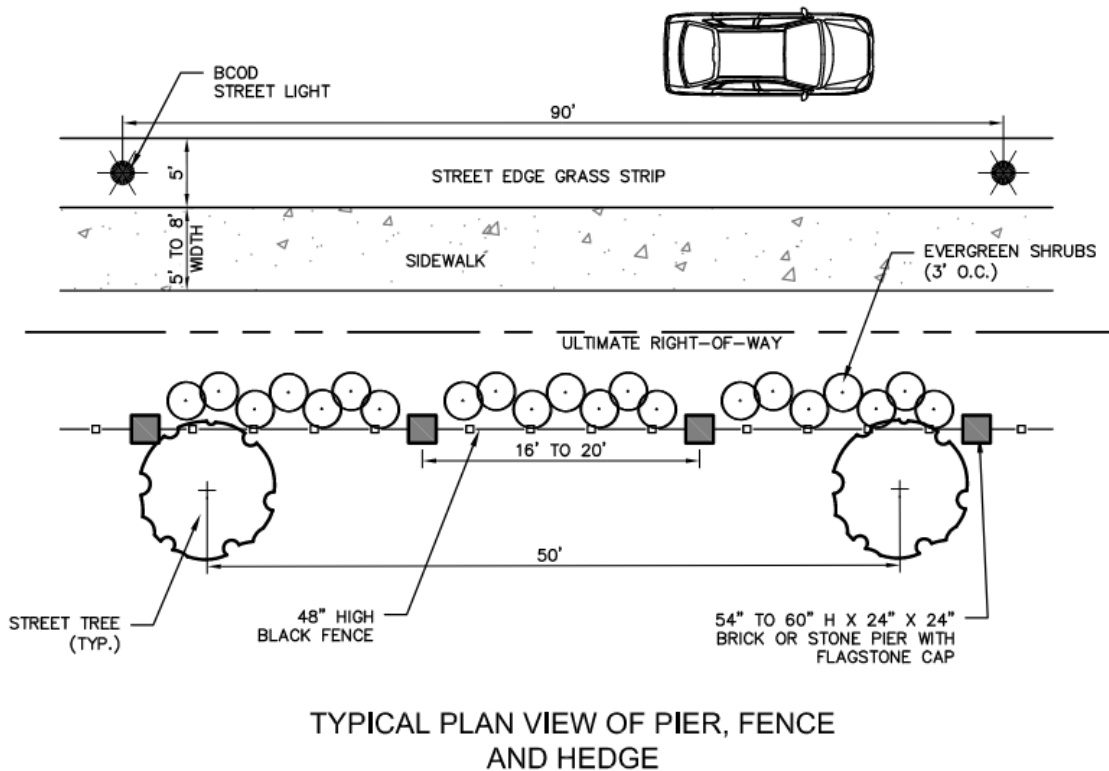 BCOD
STREET LIGHT
90'
5'
STREET EDGE GRASS STRIP
5' TO 8'
WIDTH
SIDEWALK
EVERGREEN SHRUBS
(3' O.C.)
ULTIMATE RIGHT-OF-WAY
16' TO 20'
50'
STREET TREE
(TYP.)
48" HIGH
BLACK FENCE
54" TO 60" H X 24" X 24"
BRICK OR STONE PIER WITH
FLAGSTONE CAP
TYPICAL PLAN VIEW OF PIER, FENCE
AND HEDGE